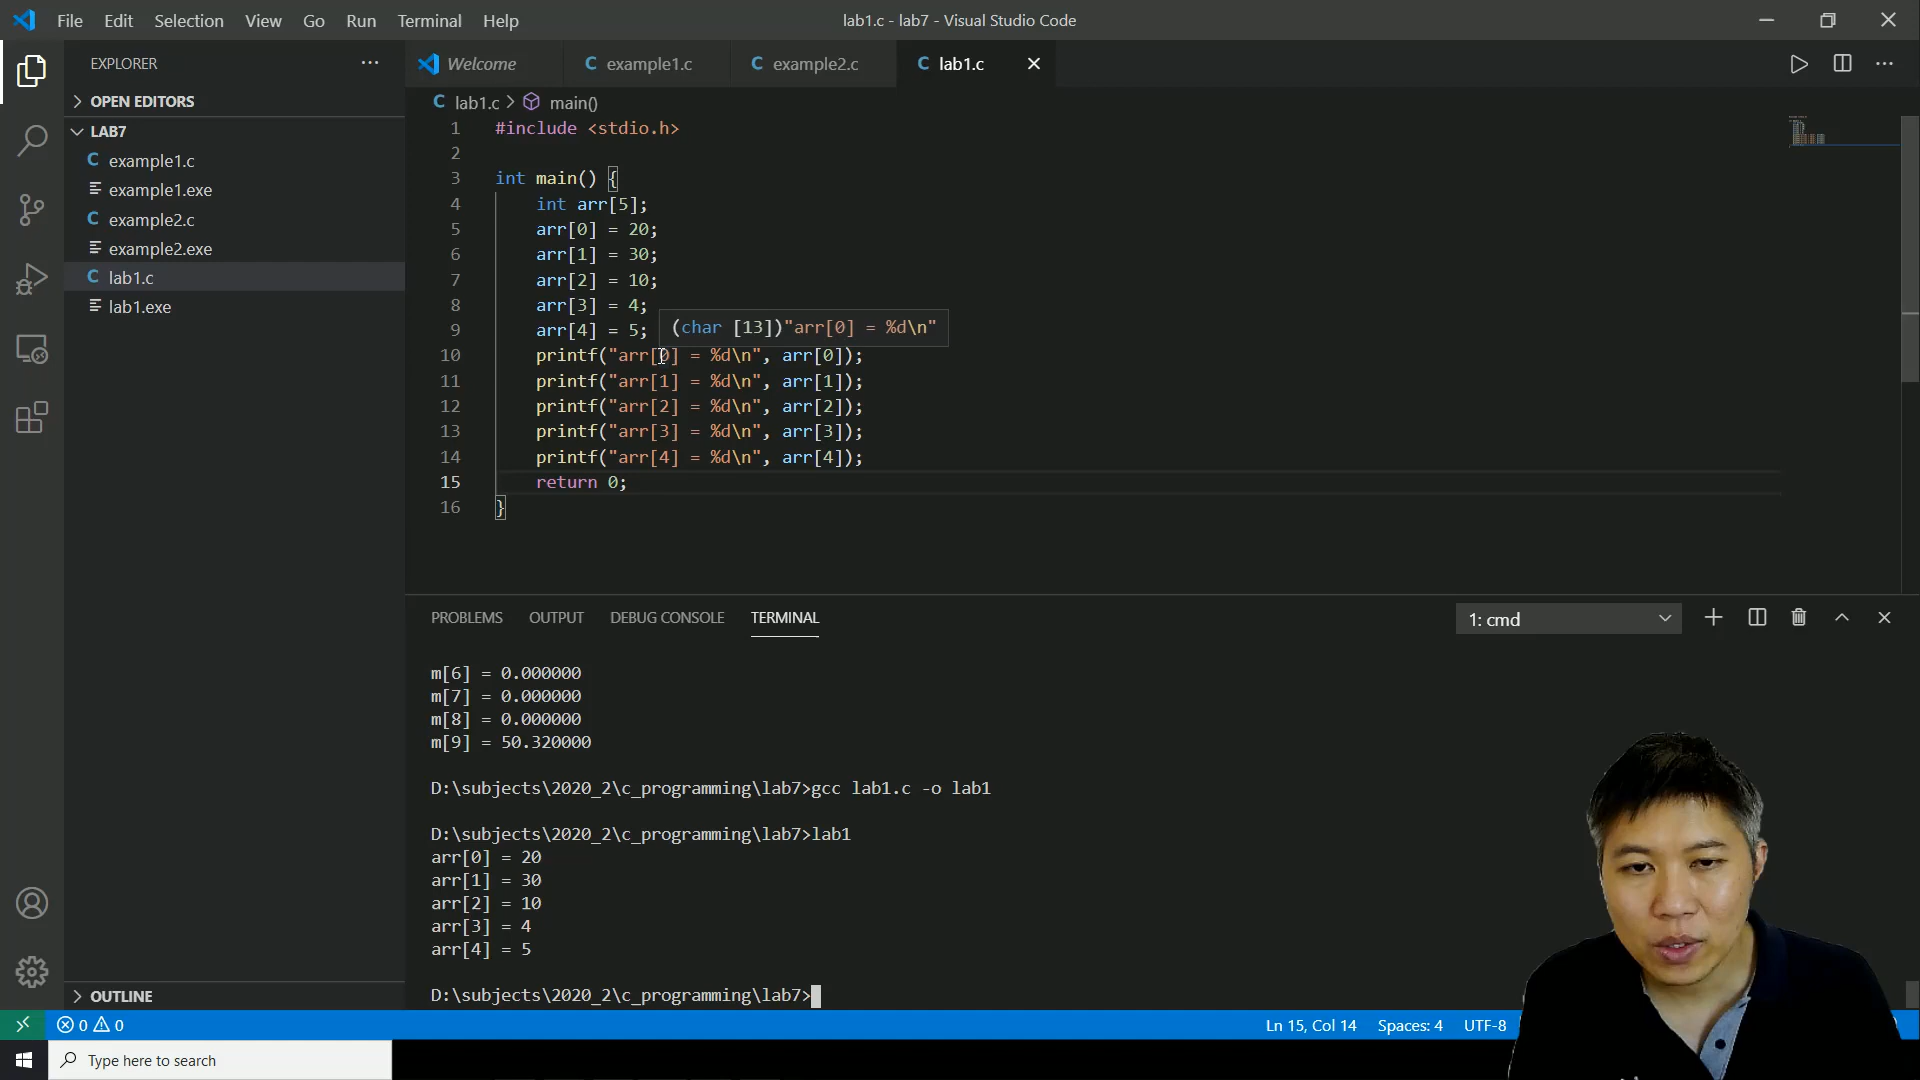 File Edit Selection View Go Run Terminal Help
lab1.c - lab7 - Visual Studio Code
EXPLORER
OPEN EDITORS
LAB7
example1.c
example1.exe
example2.c
example2.exe
lab1.c
lab1.exe
OUTLINE
Welcome example1.c example2.c lab1.c
lab1.c > main()
1 #include <stdio.h>
2
3 int main() {
4 int arr[5];
5 arr[0] = 20;
6 arr[1] = 30;
7 arr[2] = 10;
8 arr[3] = 4;
9 arr[4] = 5;
(char [13])"arr[0] = %d\n"
10 printf("arr[0] = %d\n", arr[0]);
11 printf("arr[1] = %d\n", arr[1]);
12 printf("arr[2] = %d\n", arr[2]);
13 printf("arr[3] = %d\n", arr[3]);
14 printf("arr[4] = %d\n", arr[4]);
15 return 0;
16 }
PROBLEMS OUTPUT DEBUG CONSOLE TERMINAL
1: cmd
m[6] = 0.000000
m[7] = 0.000000
m[8] = 0.000000
m[9] = 50.320000
D:\subjects\2020_2\c_programming\lab7>gcc lab1.c -o lab1
D:\subjects\2020_2\c_programming\lab7>lab1
arr[0] = 20
arr[1] = 30
arr[2] = 10
arr[3] = 4
arr[4] = 5
D:\subjects\2020_2\c_programming\lab7>
0 0
Ln 15, Col 14 Spaces: 4 UTF-8
Type here to search